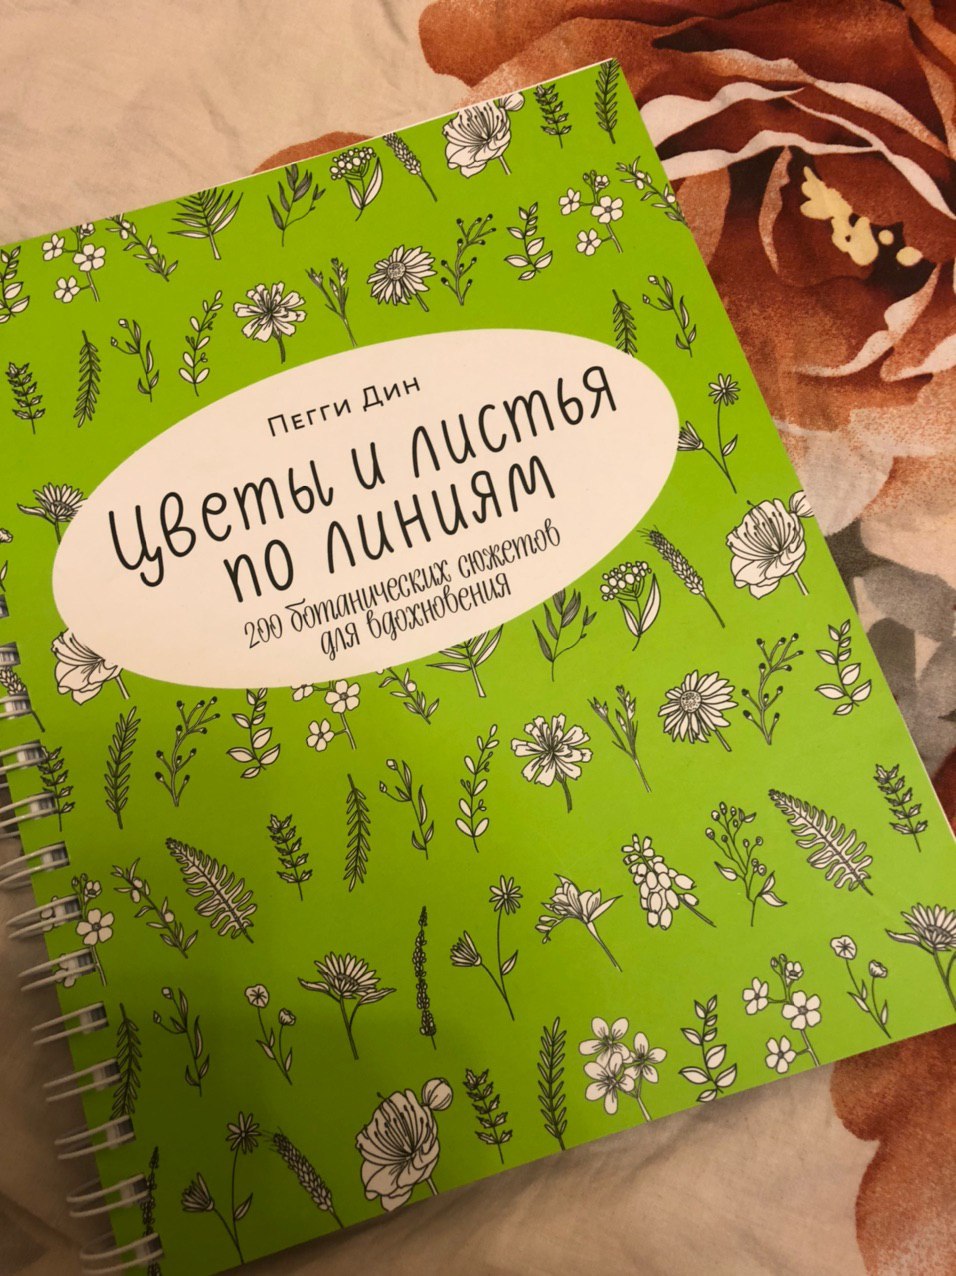 Пегги Дин
Цветы и листья
по линиям
200 ботанических сюжетов
для вдохновения